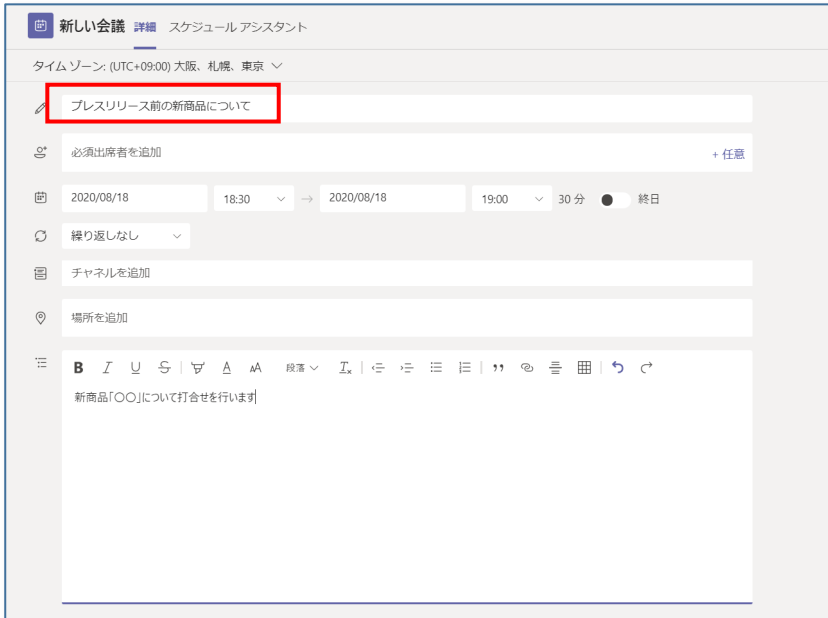 新しい会議 詳細 スケジュール アシスタント
タイム ゾーン: (UTC+09:00) 大阪、札幌、東京
プレスリリース前の新商品について
必須出席者を追加 + 任意
2020/08/18 18:30 → 2020/08/18 19:00 30 分 終日
繰り返しなし
チャネルを追加
場所を追加
B I U S A AA 段落 Tx
新商品「〇〇」について打合せを行います